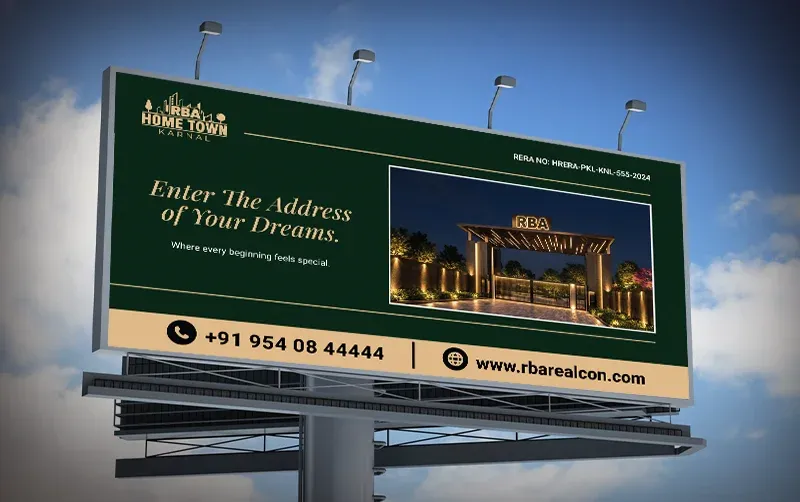 RBA
HOME TOWN
KARNAL
RERA NO: HRERA-PKL-KNL-555-2024
Enter The Address
of Your Dreams.
Where every beginning feels special.
RBA
+91 954 08 44444
www.rbarealcon.com